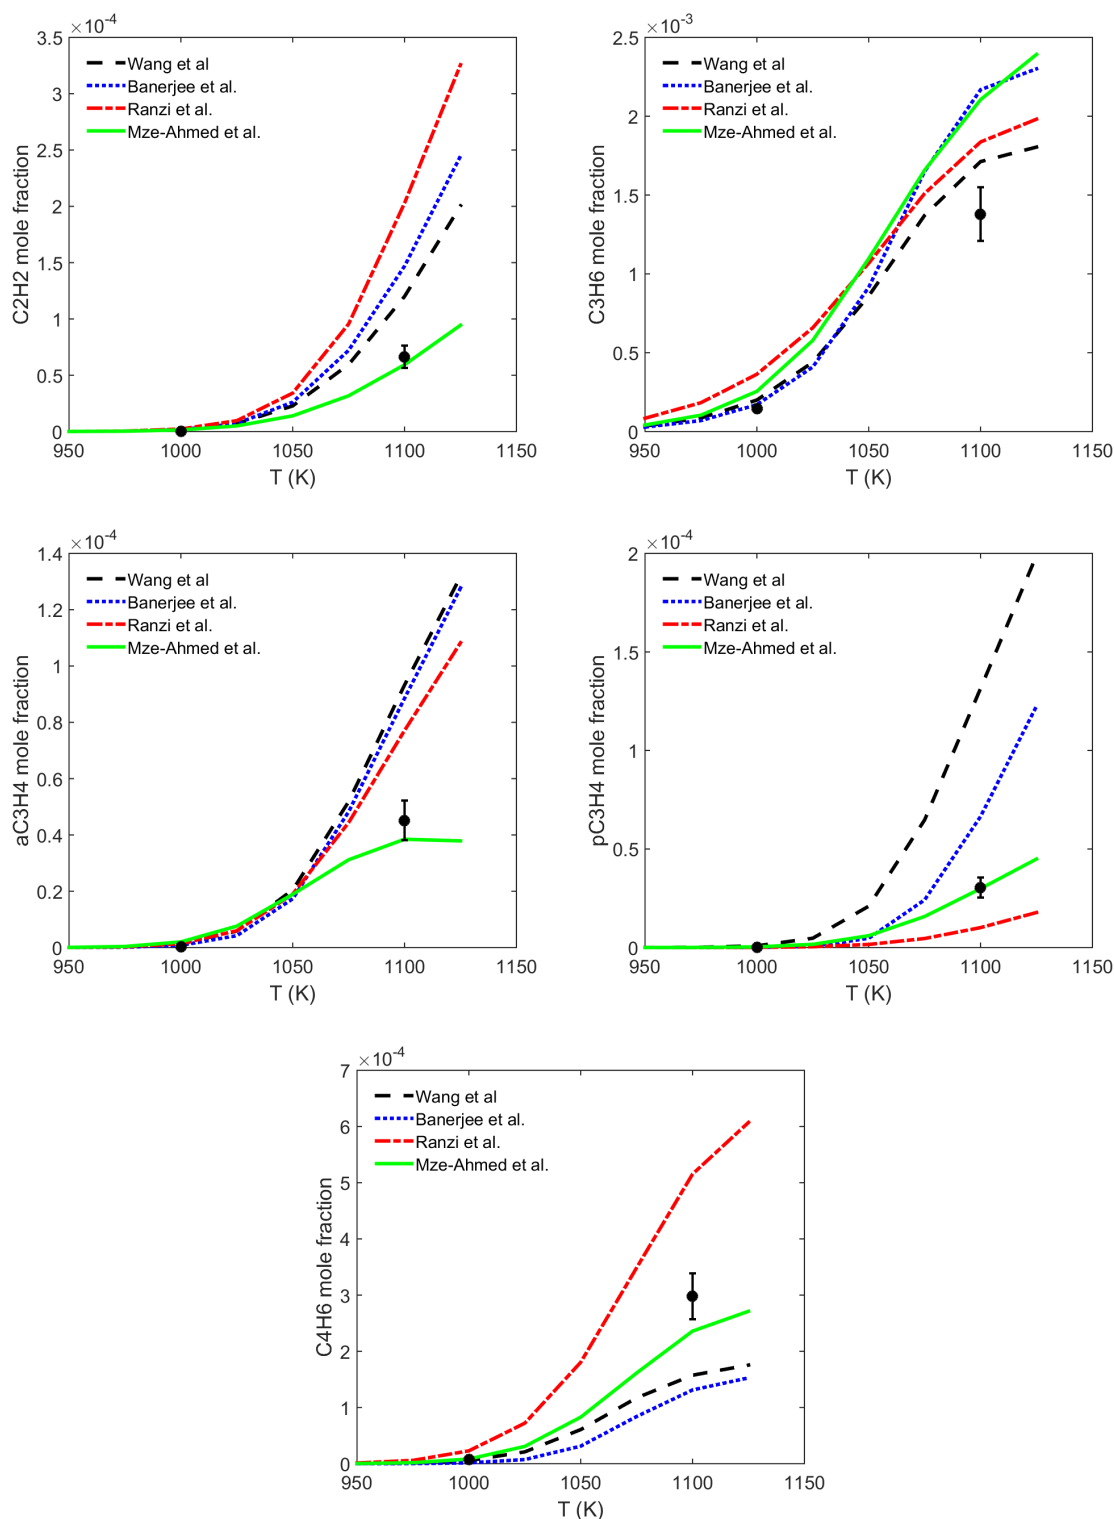 ×10-4
3.5
3
2.5
2
1.5
1
0.5
0
C2H2 mole fraction
Wang et al
Banerjee et al.
Ranzi et al.
Mze-Ahmed et al.
950 1000 1050 1100 1150
T (K)
×10-3
2.5
2
1.5
1
0.5
0
C3H6 mole fraction
Wang et al
Banerjee et al.
Ranzi et al.
Mze-Ahmed et al.
950 1000 1050 1100 1150
T (K)
×10-4
1.4
1.2
1
0.8
0.6
0.4
0.2
0
aC3H4 mole fraction
Wang et al
Banerjee et al.
Ranzi et al.
Mze-Ahmed et al.
950 1000 1050 1100 1150
T (K)
×10-4
2
1.5
1
0.5
0
pC3H4 mole fraction
Wang et al
Banerjee et al.
Ranzi et al.
Mze-Ahmed et al.
950 1000 1050 1100 1150
T (K)
×10-4
7
6
5
4
3
2
1
0
C4H6 mole fraction
Wang et al
Banerjee et al.
Ranzi et al.
Mze-Ahmed et al.
950 1000 1050 1100 1150
T (K)